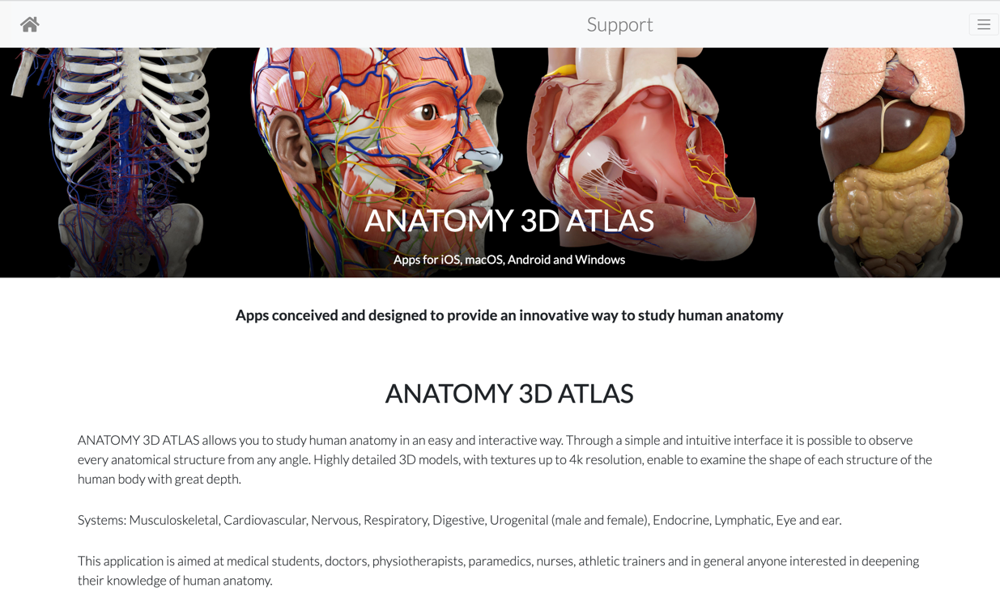 Support
ANATOMY 3D ATLAS
Apps for iOS, macOS, Android and Windows
Apps conceived and designed to provide an innovative way to study human anatomy
ANATOMY 3D ATLAS
ANATOMY 3D ATLAS allows you to study human anatomy in an easy and interactive way. Through a simple and intuitive interface it is possible to observe
every anatomical structure from any angle. Highly detailed 3D models, with textures up to 4k resolution, enable to examine the shape of each structure of the
human body with great depth.
Systems: Musculoskeletal, Cardiovascular, Nervous, Respiratory, Digestive, Urogenital (male and female), Endocrine, Lymphatic, Eye and ear.
This application is aimed at medical students, doctors, physiotherapists, paramedics, nurses, athletic trainers and in general anyone interested in deepening
their knowledge of human anatomy.